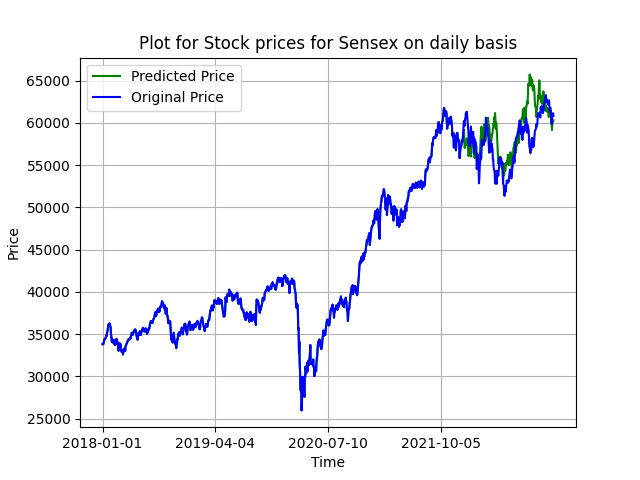 Plot for Stock prices for Sensex on daily basis
Predicted Price
Original Price
65000
60000
55000
50000
45000
40000
35000
30000
25000
Price
2018-01-01 2019-04-04 2020-07-10 2021-10-05
Time